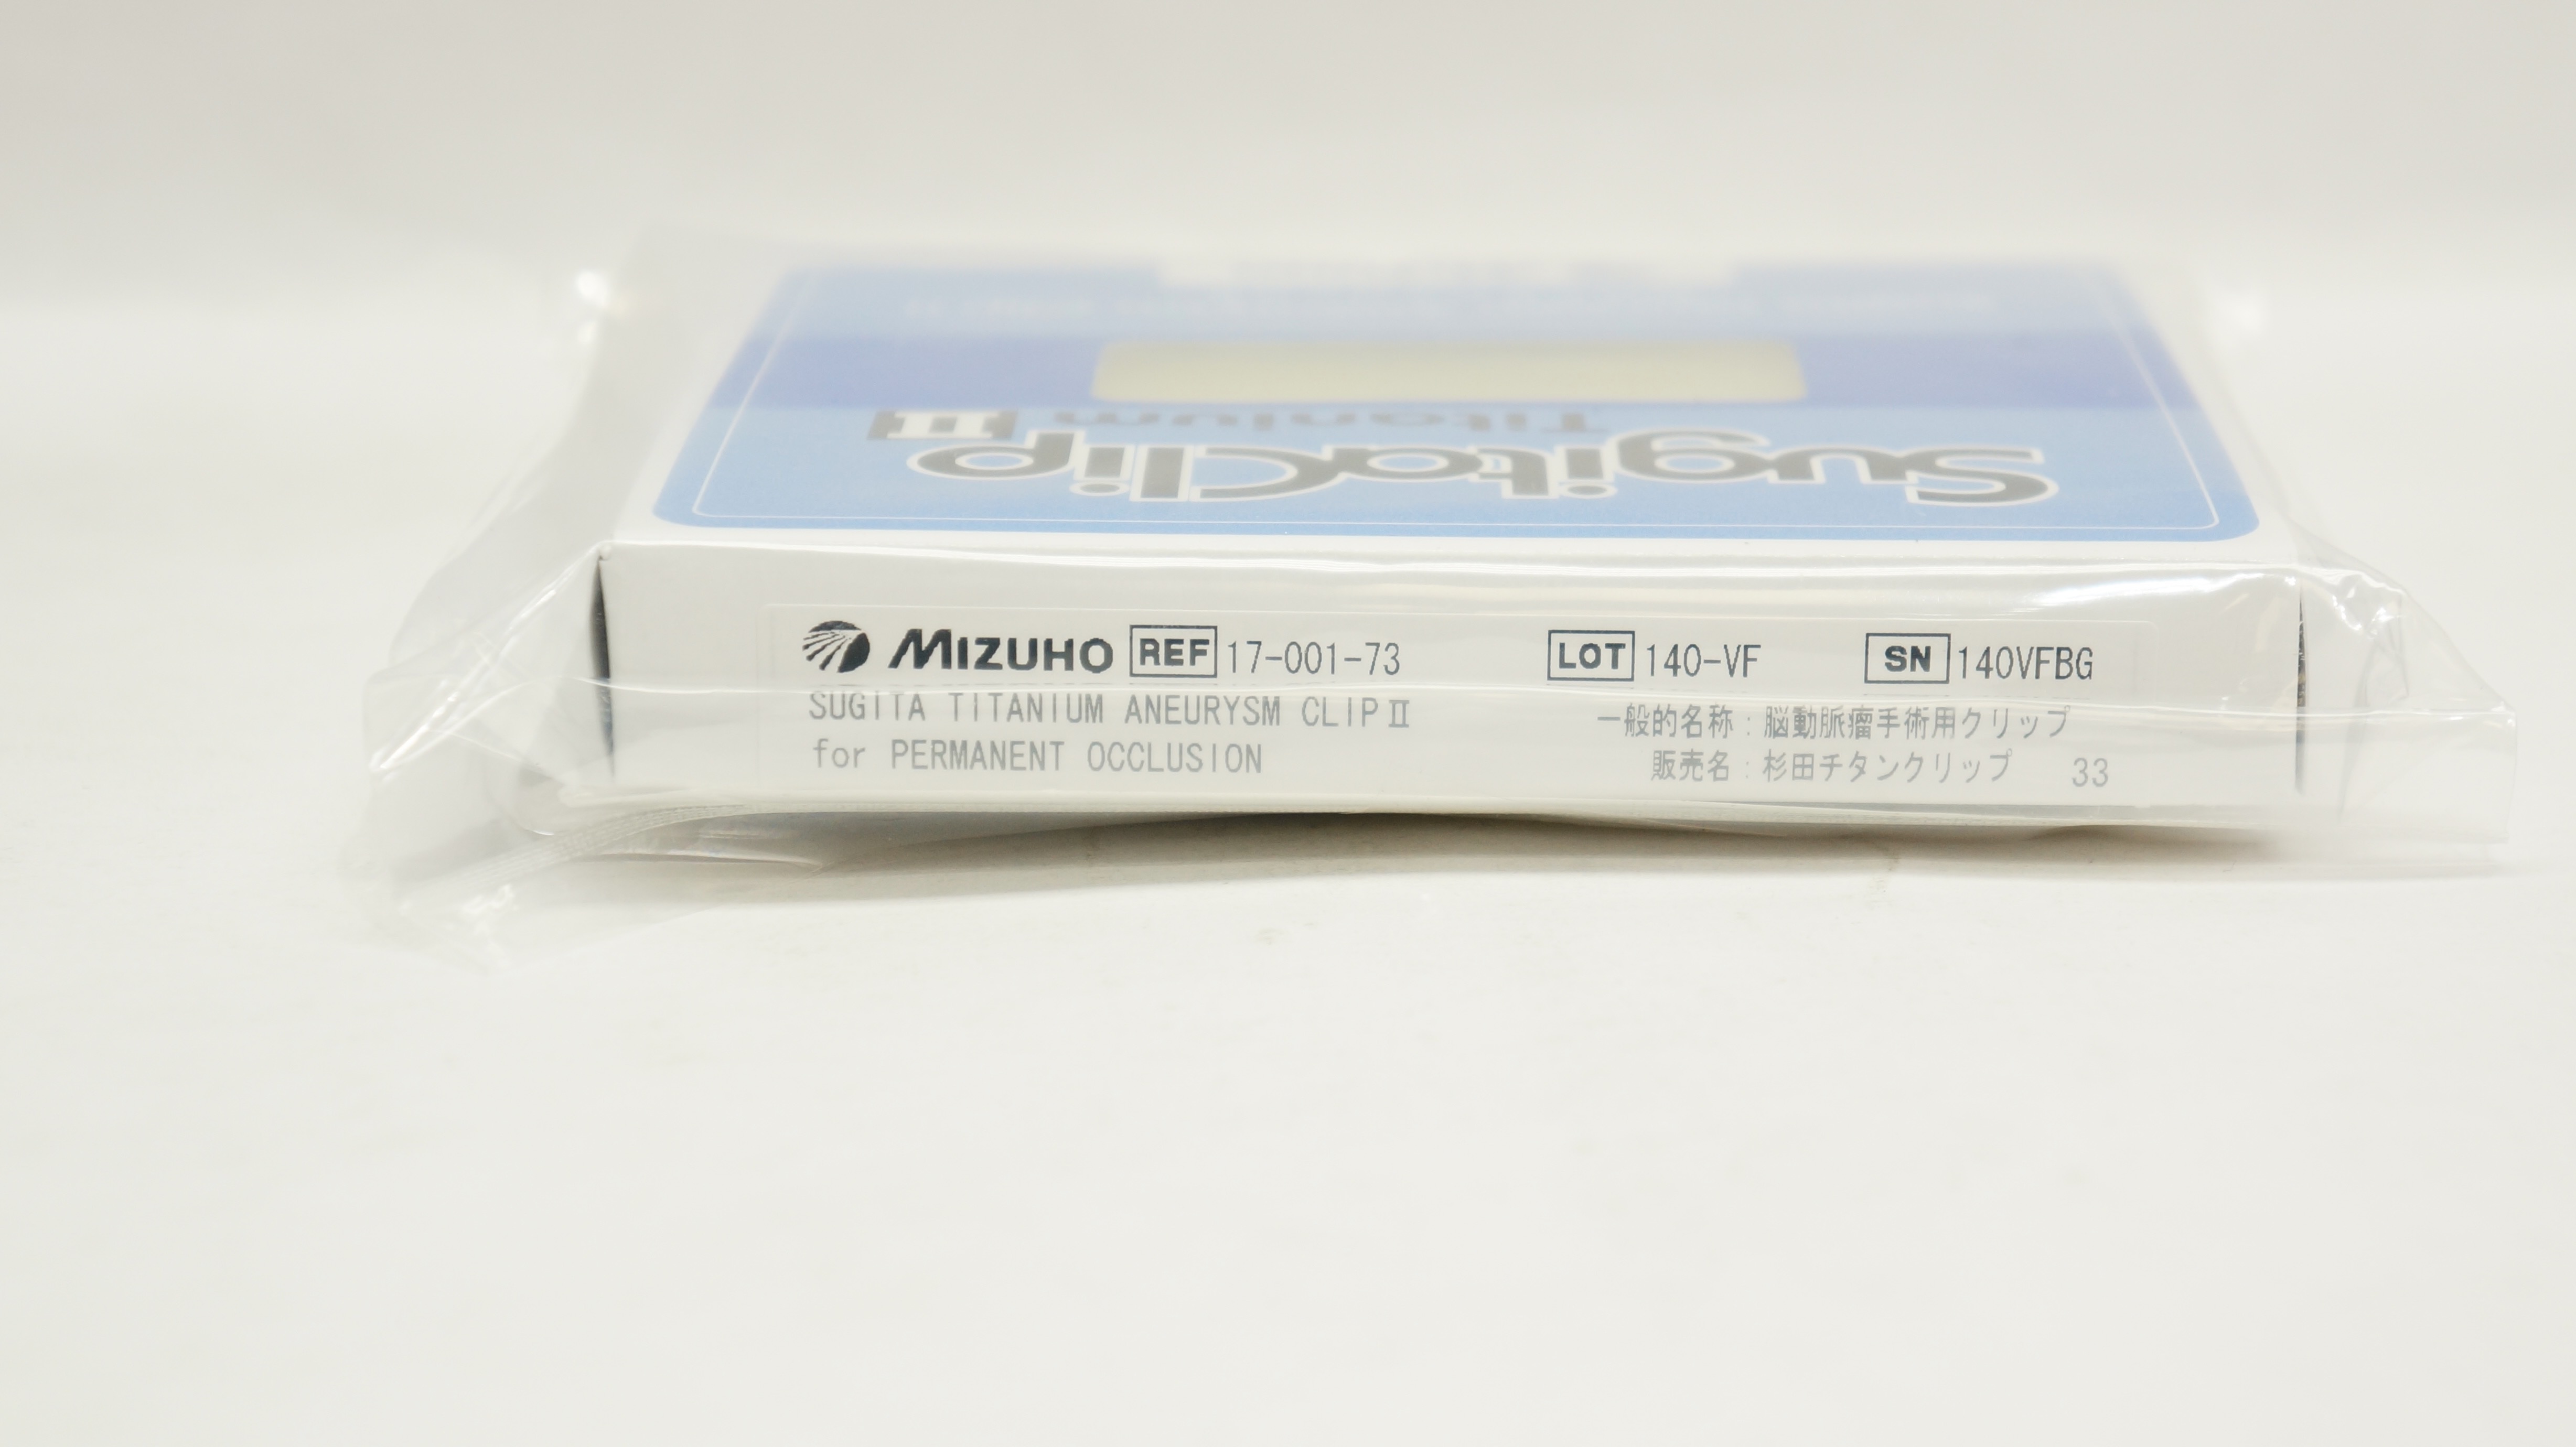 SugitaClip
Titanium II
MIZUHO REF 17-001-73 LOT 140-VF SN 140VFBG
SUGITA TITANIUM ANEURYSM CLIPⅡ 一般的名称：脳動脈瘤手術用クリップ
for PERMANENT OCCLUSION 販売名：杉田チタンクリップ 33